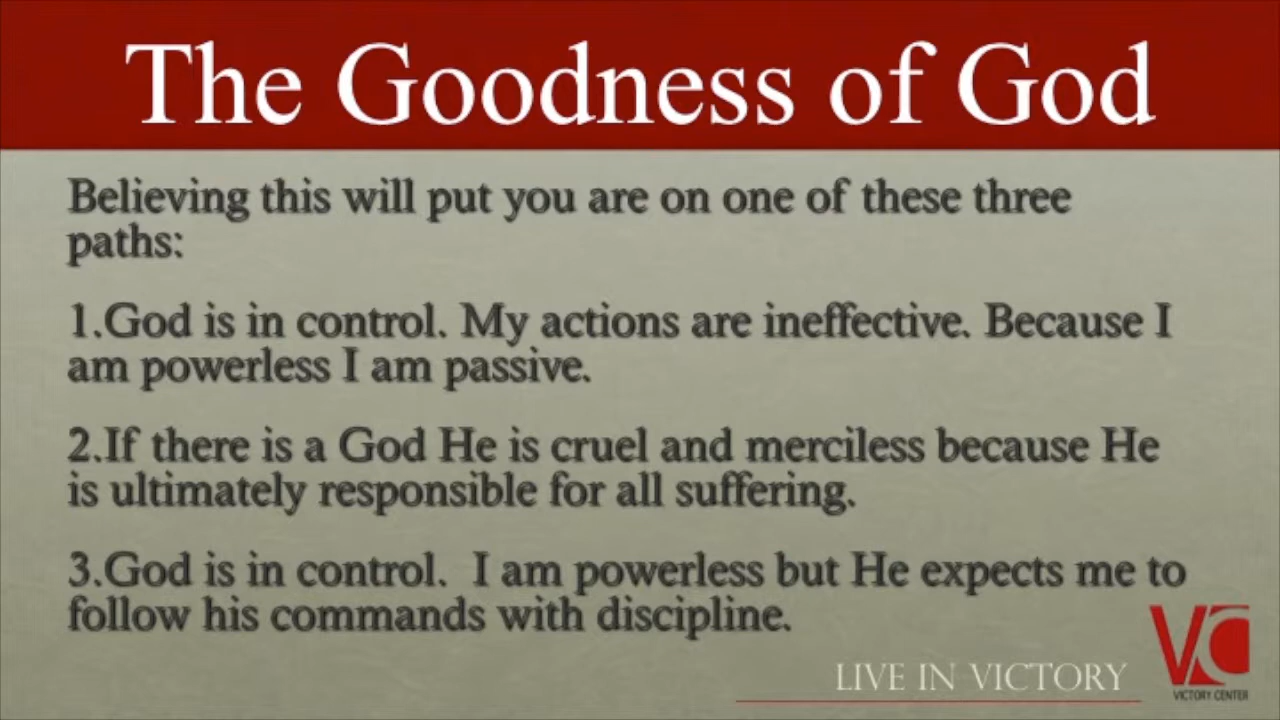 The Goodness of God
Believing this will put you are on one of these three
paths:
1.God is in control. My actions are ineffective. Because I
am powerless I am passive.
2.If there is a God He is cruel and merciless because He
is ultimately responsible for all suffering.
3.God is in control.  I am powerless but He expects me to
follow his commands with discipline.
LIVE IN VICTORY
VC
VICTORY CENTER